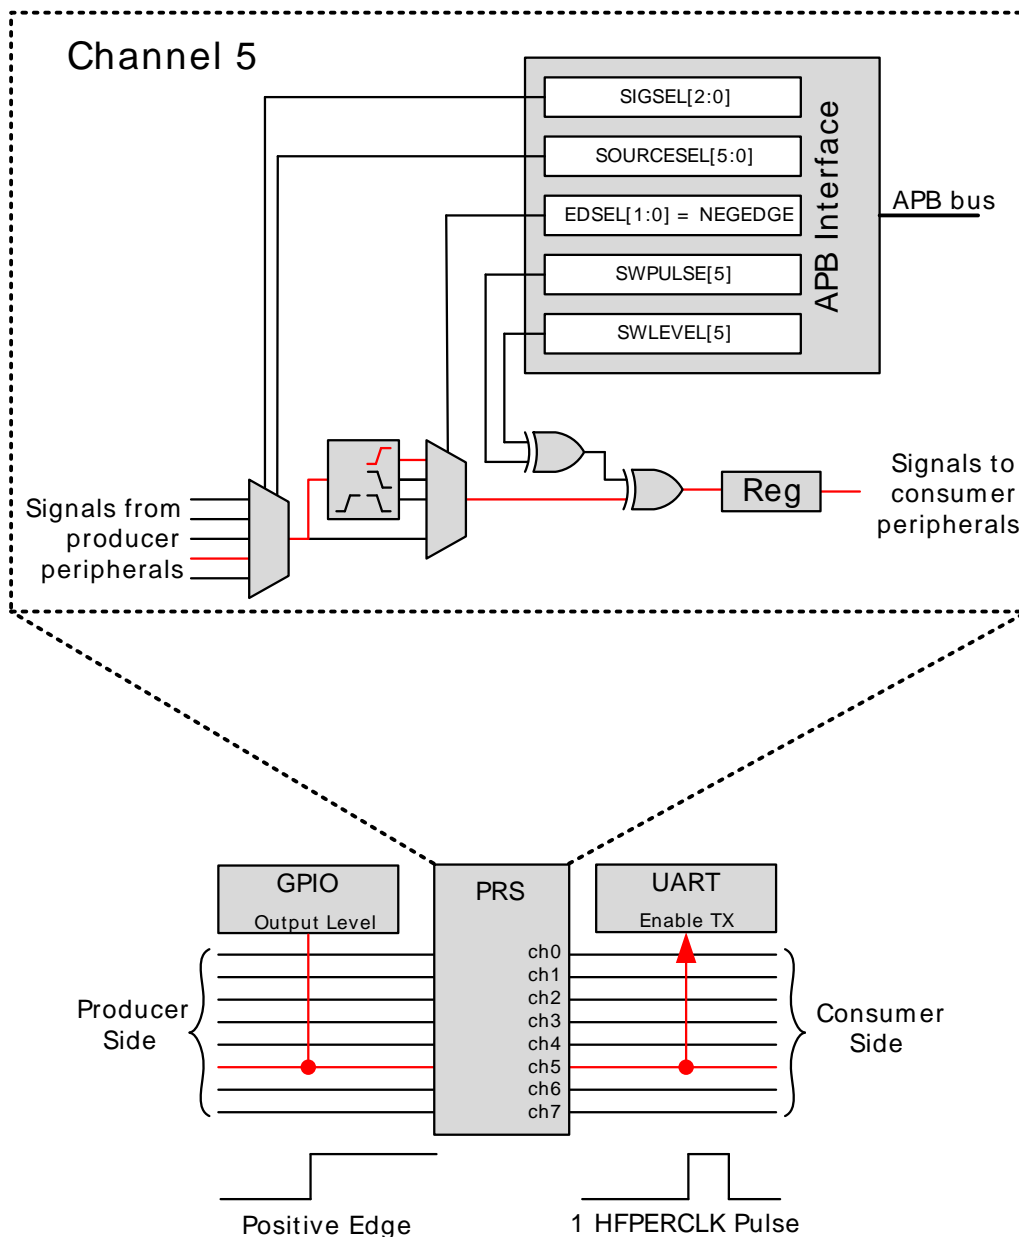 Channel 5
SIGSEL[2:0]
SOURCESEL[5:0]
EDSEL[1:0] = NEGEDGE
SWPULSE[5]
SWLEVEL[5]
APB Interface
APB bus
Signals from
producer
peripherals
Reg
Signals to
consumer
peripherals
GPIO
Output Level
PRS
UART
Enable TX
ch0
ch1
ch2
ch3
ch4
ch5
ch6
ch7
Producer
Side
Consumer
Side
Positive Edge
1 HFPERCLK Pulse